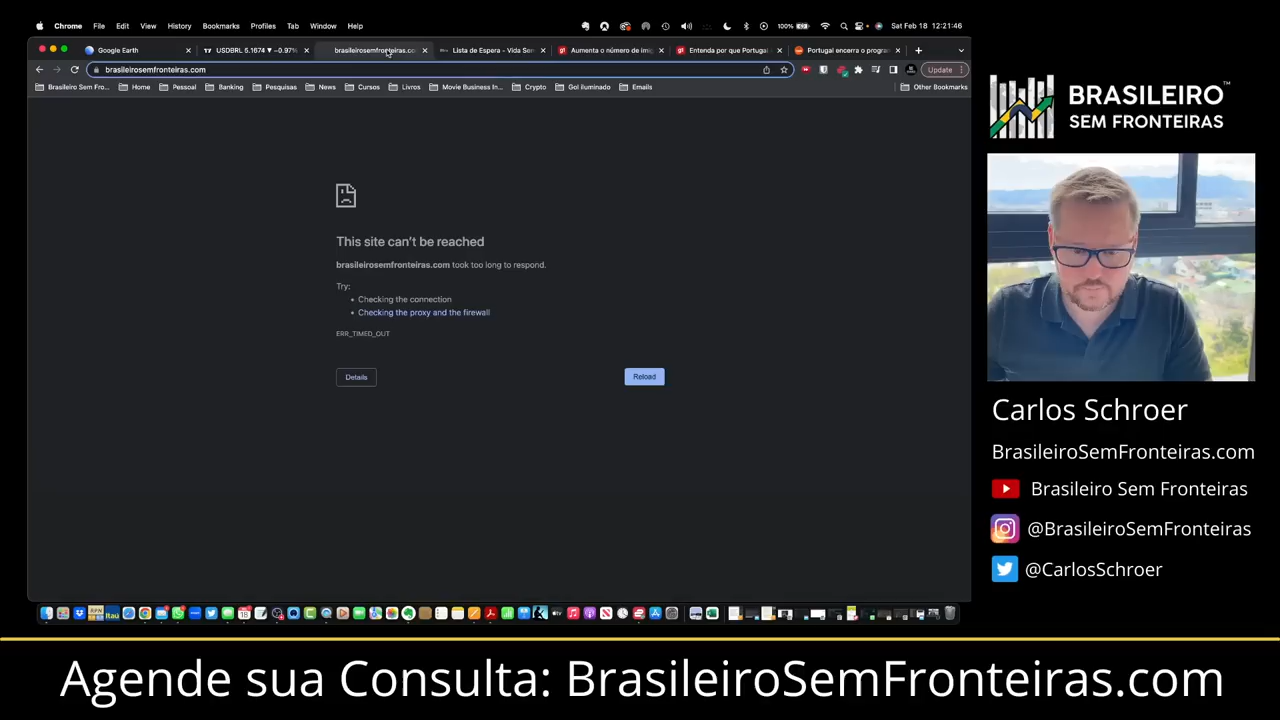 Chrome File Edit View History Bookmarks Profiles Tab Window Help 100% Sat Feb 18 12:21:46
Google Earth USDBRL 5.1674 ▼ −0.97% brasileirosemfronteiras.co Lista de Espera - Vida Sem Aumenta o número de imig Entenda por que Portugal Portugal encerra o progra
brasileirosemfronteiras.com Update
Brasileiro Sem Fro... Home Pessoal Banking Pesquisas News Cursos Livros Movie Business In... Crypto Gol iluminado Emails Other Bookmarks
This site can't be reached
brasileirosemfronteiras.com took too long to respond.
Try:
• Checking the connection
• Checking the proxy and the firewall
ERR_TIMED_OUT
Details Reload
BRASILEIRO™
SEM FRONTEIRAS
Carlos Schroer
BrasileiroSemFronteiras.com
Brasileiro Sem Fronteiras
@BrasileiroSemFronteiras
@CarlosSchroer
Agende sua Consulta: BrasileiroSemFronteiras.com